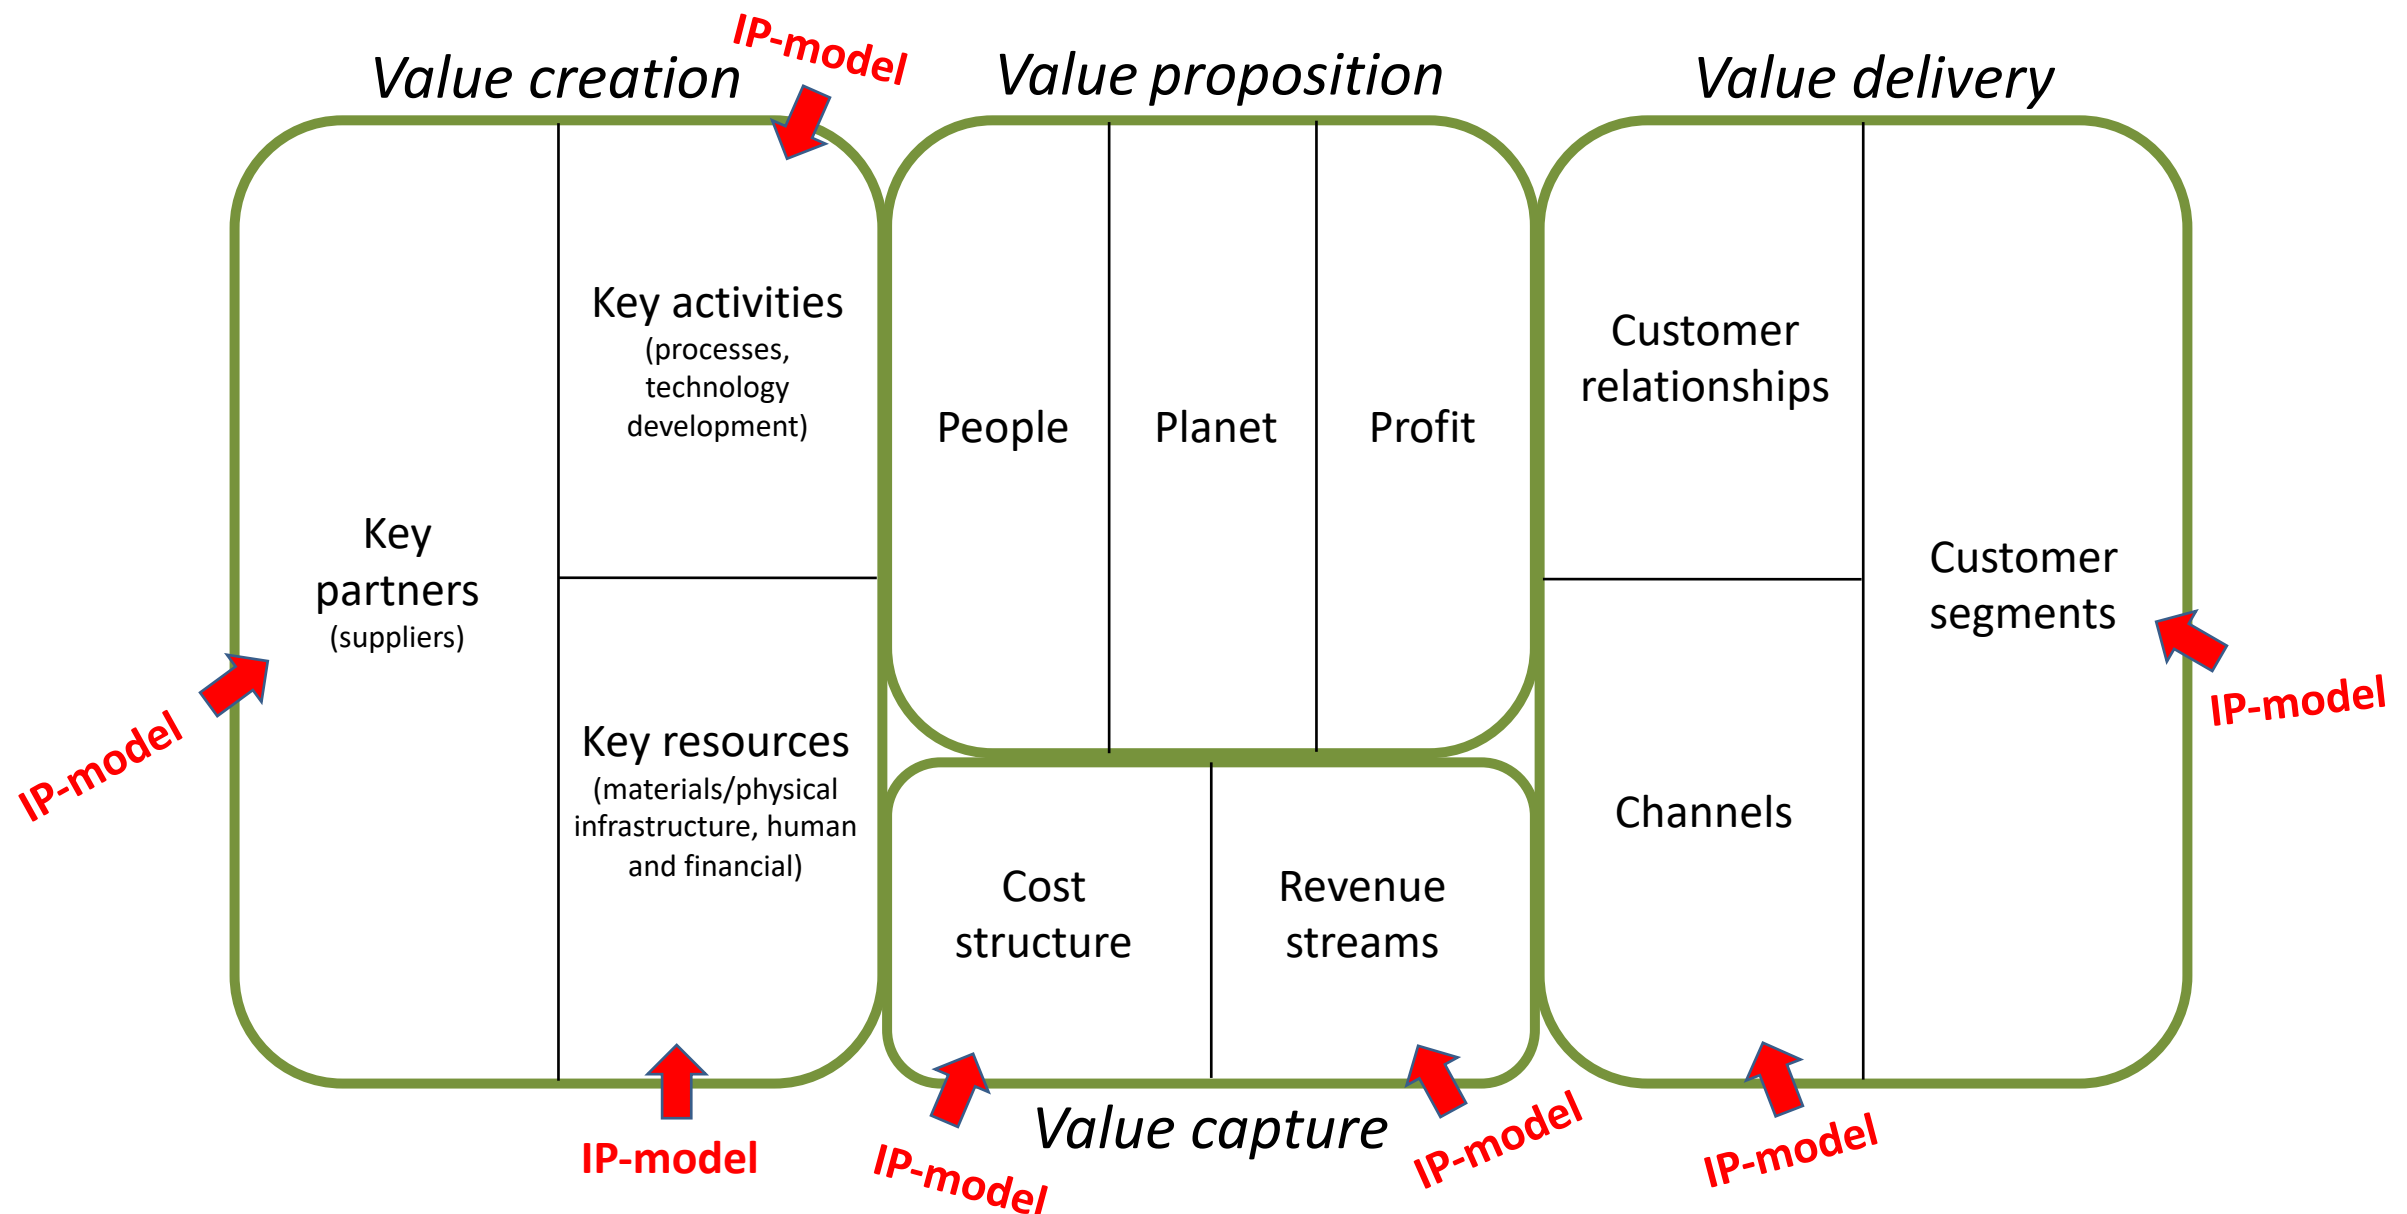 IP-model
Value creation
Value proposition
Value delivery
Key activities
(processes,
technology
development)
Key
partners
(suppliers)
Key resources
(materials/physical
infrastructure, human
and financial)
People
Planet
Profit
Cost
structure
Revenue
streams
Customer
relationships
Channels
Customer
segments
IP-model
IP-model
IP-model
IP-model
Value capture
IP-model
IP-model